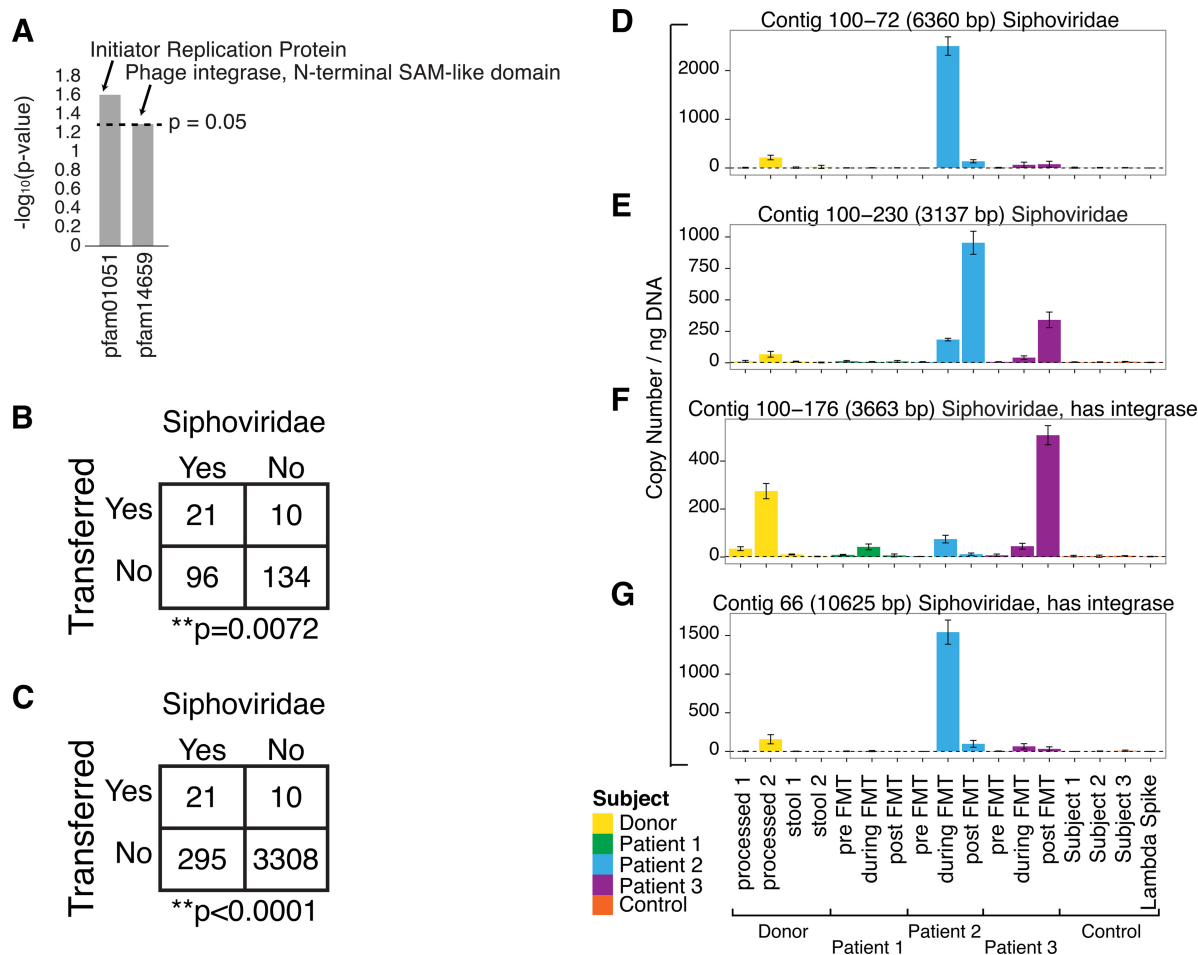 A
Initiator Replication Protein
Phage integrase, N-terminal SAM-like domain
-log10(p-value)
1.8
1.6
1.4
1.2
1
0.8
0.6
0.4
0.2
0
p = 0.05
pfam01051
pfam14659
B
Siphoviridae
Yes No
Transferred
Yes 21 10
No 96 134
**p=0.0072
C
Siphoviridae
Yes No
Transferred
Yes 21 10
No 295 3308
**p<0.0001
Copy Number / ng DNA
D
Contig 100−72 (6360 bp) Siphoviridae
2000
1000
0
E
Contig 100−230 (3137 bp) Siphoviridae
1000
750
500
250
0
F
Contig 100−176 (3663 bp) Siphoviridae, has integrase
400
200
0
G
Contig 66 (10625 bp) Siphoviridae, has integrase
1500
1000
500
0
processed 1
processed 2
stool 1
stool 2
pre FMT
during FMT
post FMT
pre FMT
during FMT
post FMT
pre FMT
during FMT
post FMT
Subject 1
Subject 2
Subject 3
Lambda Spike
Donor
Patient 1
Patient 2
Patient 3
Control
Subject
Donor
Patient 1
Patient 2
Patient 3
Control